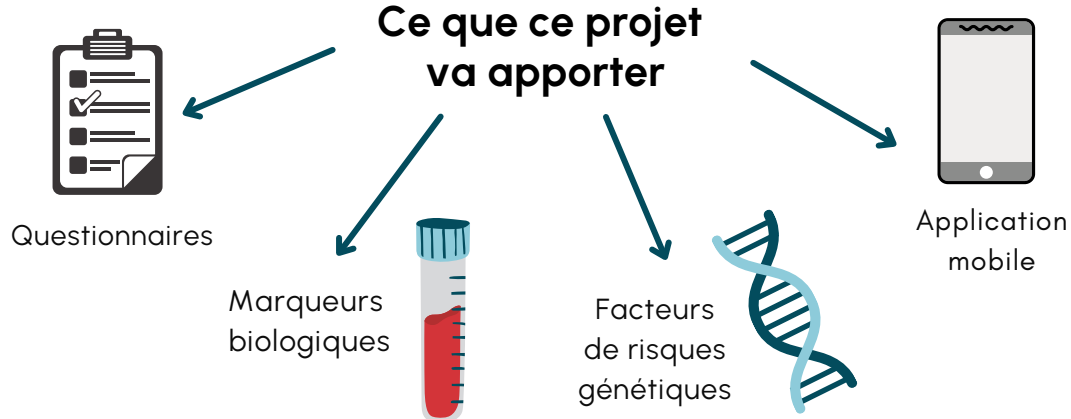 Ce que ce projet
va apporter
Questionnaires
Marqueurs
biologiques
Facteurs
de risques
génétiques
Application
mobile